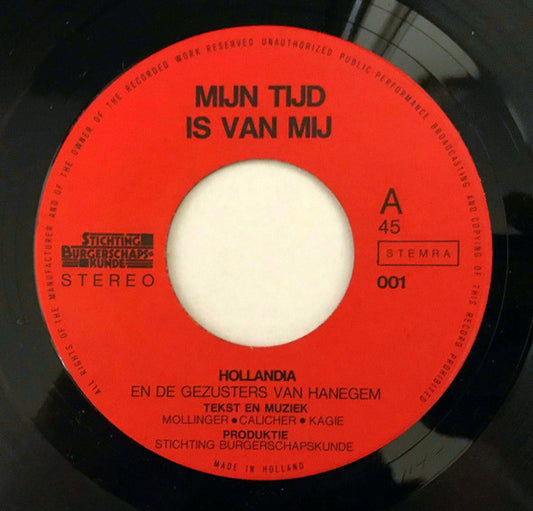 ALL RIGHTS OF THE MANUFACTURER AND OF THE OWNER OF THE RECORDED WORK RESERVED UNAUTHORIZED PUBLIC PERFORMANCE BROADCASTING AND COPYING OF THIS RECORD PROHIBITED
MIJN TIJD
IS VAN MIJ
A
45
STEMRA
001
STICHTING
BURGERSCHAPS-
KUNDE
STEREO
HOLLANDIA
EN DE GEZUSTERS VAN HANEGEM
TEKST EN MUZIEK
MOLLINGER • CALICHER • KAGIE
PRODUKTIE
STICHTING BURGERSCHAPSKUNDE
MADE IN HOLLAND